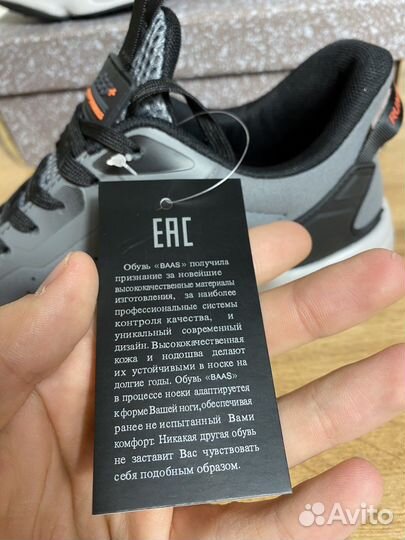 EAC
Обувь «BAAS» получила
признание за новейшие
высококачественные материалы
изготовления, за наиболее
профессиональные системы
контроля качества, и
уникальный современный
дизайн. Высококачественная
кожа и подошва делают
их устойчивыми в носке на
долгие годы. Обувь «BAAS»
в процессе носки адаптируется
к форме Вашей ноги, обеспечивая
ранее не испытанный Вами
комфорт. Никакая другая обувь
не заставит Вас чувствовать
себя подобным образом.
Avito